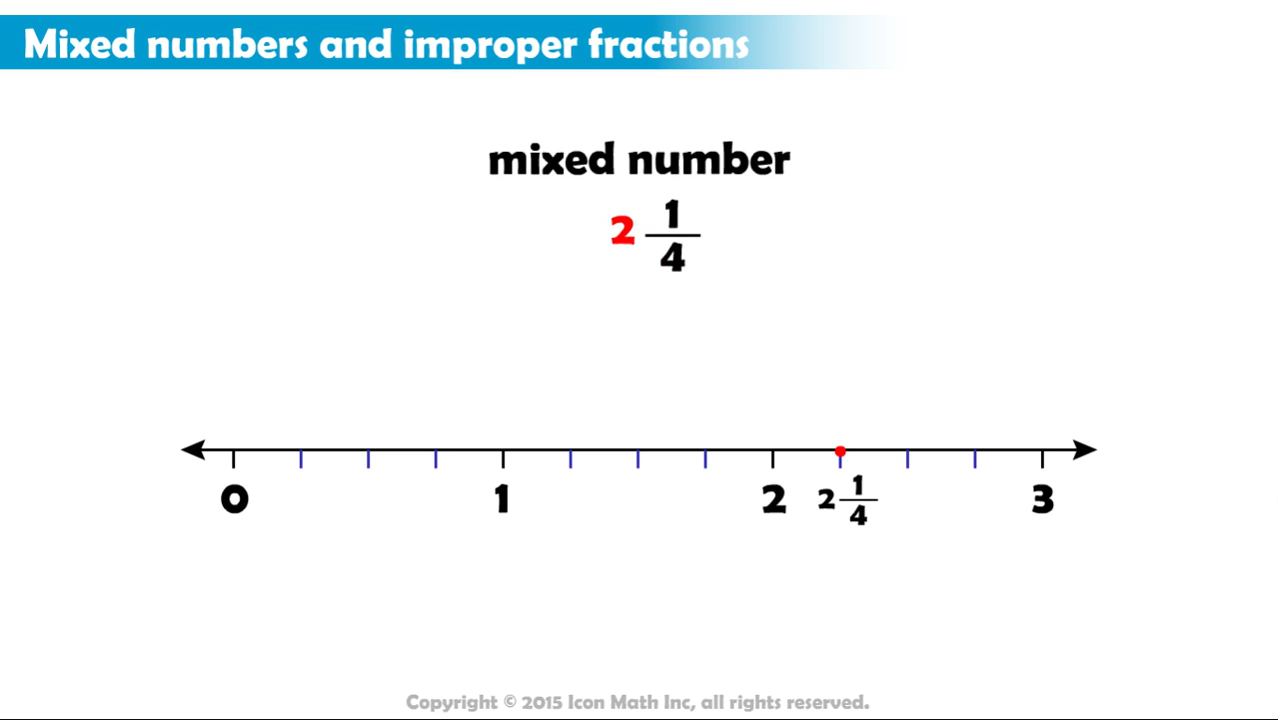 Mixed numbers and improper fractions
mixed number
2 1/4
0 1 2 2 1/4 3
Copyright © 2015 Icon Math Inc, all rights reserved.